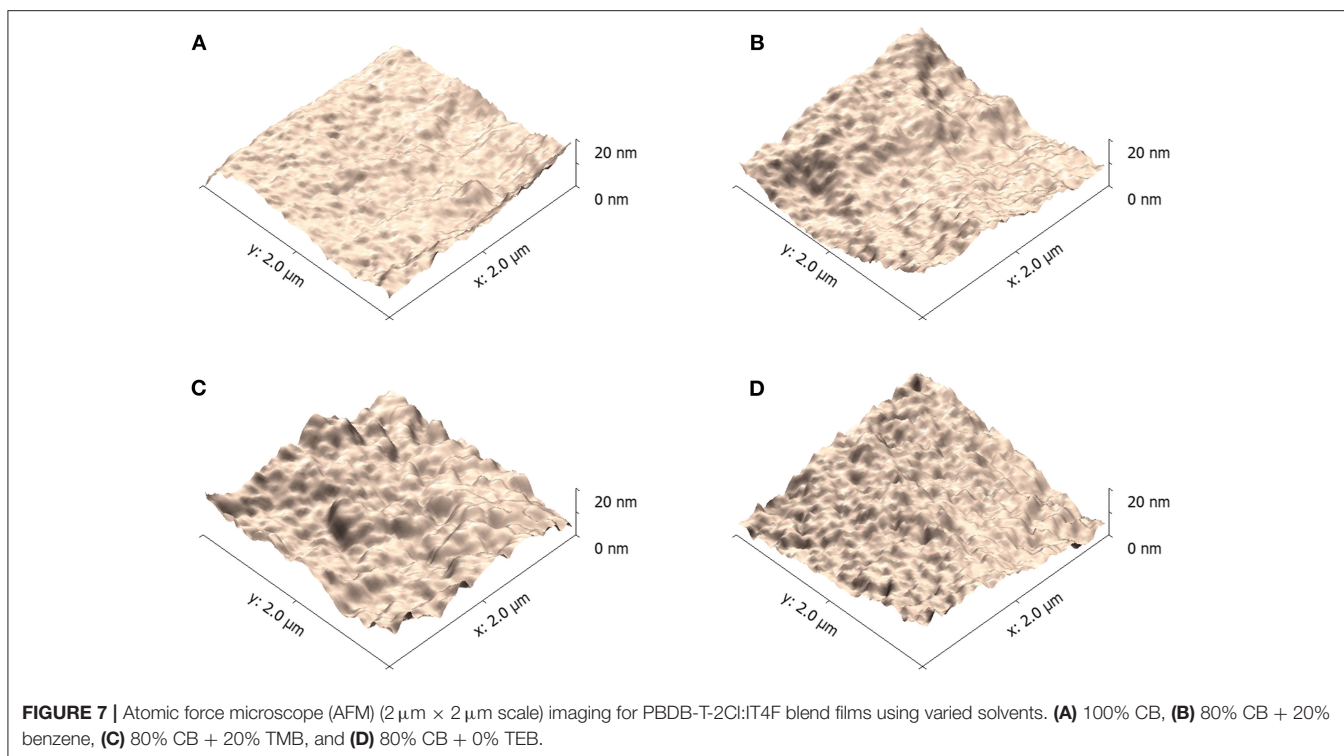 A
B
20 nm
0 nm
y: 2.0 µm
x: 2.0 µm
20 nm
0 nm
y: 2.0 µm
x: 2.0 µm
C
D
20 nm
0 nm
y: 2.0 µm
x: 2.0 µm
20 nm
0 nm
y: 2.0 µm
x: 2.0 µm
FIGURE 7 | Atomic force microscope (AFM) (2 µm × 2 µm scale) imaging for PBDB-T-2Cl:IT4F blend films using varied solvents. (A) 100% CB, (B) 80% CB + 20%
benzene, (C) 80% CB + 20% TMB, and (D) 80% CB + 0% TEB.